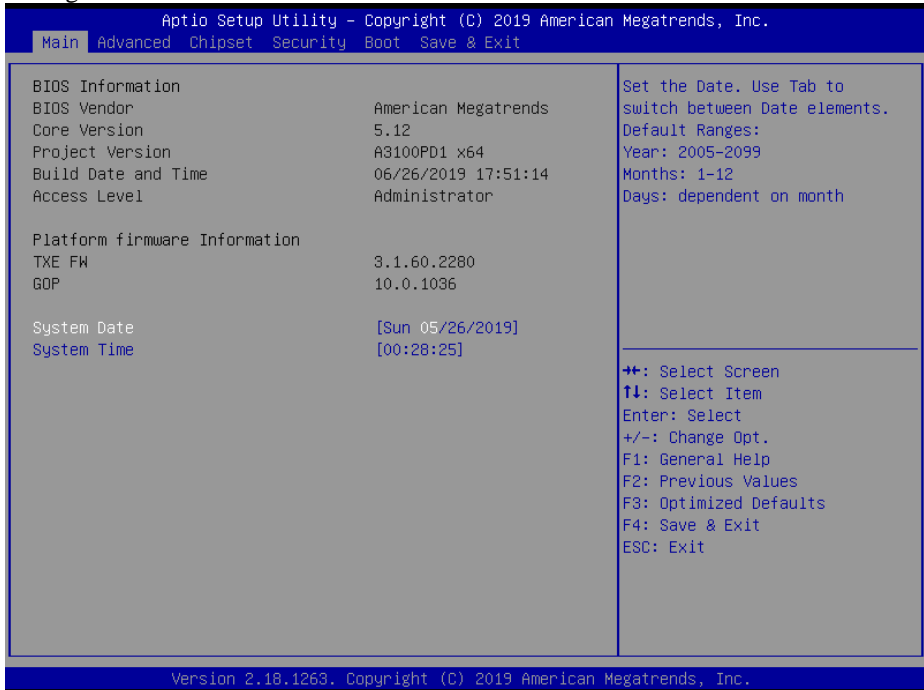 Aptio Setup Utility – Copyright (C) 2019 American Megatrends, Inc.
Main Advanced Chipset Security Boot Save & Exit
BIOS Information
BIOS Vendor American Megatrends
Core Version 5.12
Project Version A3100PD1 x64
Build Date and Time 06/26/2019 17:51:14
Access Level Administrator
Platform firmware Information
TXE FW 3.1.60.2280
GOP 10.0.1036
System Date [Sun 05/26/2019]
System Time [00:28:25]
Set the Date. Use Tab to
switch between Date elements.
Default Ranges:
Year: 2005-2099
Months: 1-12
Days: dependent on month
→←: Select Screen
↑↓: Select Item
Enter: Select
+/-: Change Opt.
F1: General Help
F2: Previous Values
F3: Optimized Defaults
F4: Save & Exit
ESC: Exit
Version 2.18.1263. Copyright (C) 2019 American Megatrends, Inc.